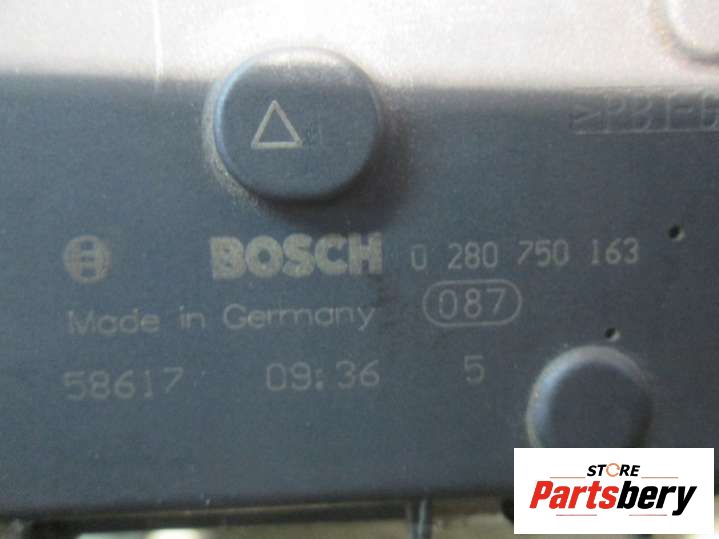 BOSCH 0 280 750 163
Made in Germany 087
58617 09:36 5
STORE
Partsbery